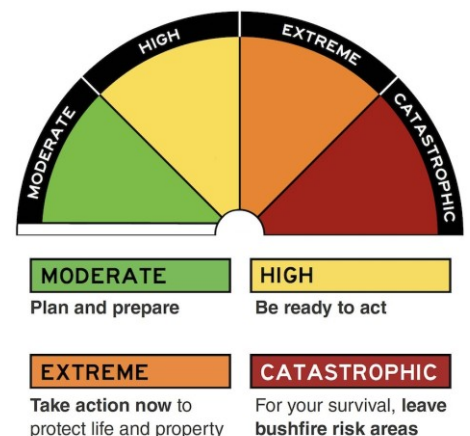 MODERATE
HIGH
EXTREME
CATASTROPHIC
MODERATE
Plan and prepare
HIGH
Be ready to act
EXTREME
Take action now to
protect life and property
CATASTROPHIC
For your survival, leave
bushfire risk areas